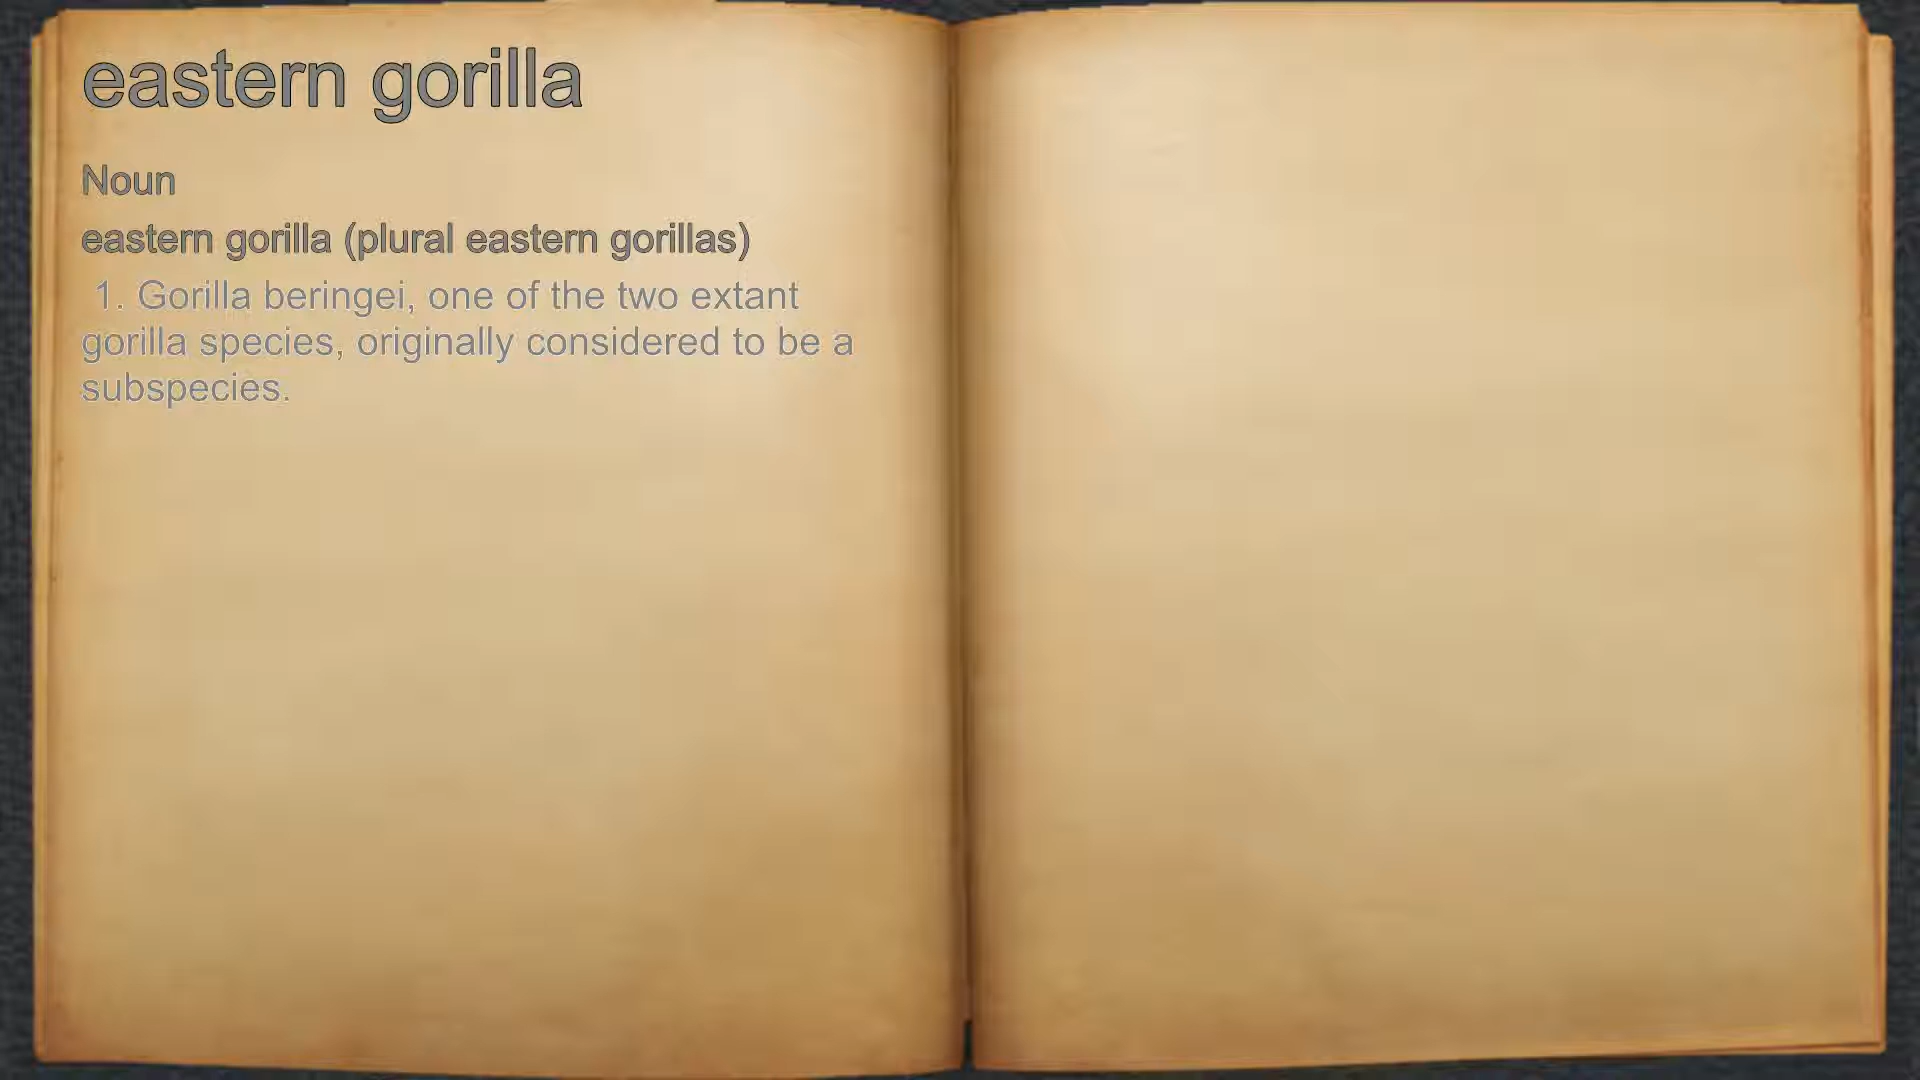 eastern gorilla
Noun
eastern gorilla (plural eastern gorillas)
1. Gorilla beringei, one of the two extant
gorilla species, originally considered to be a
subspecies.